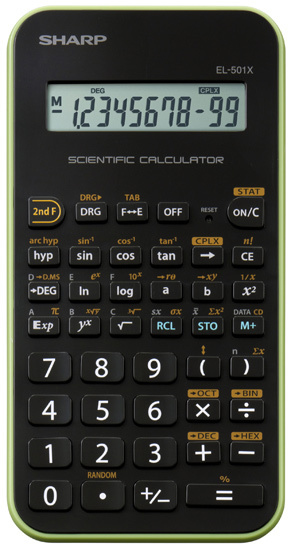 SHARP
EL-501X
DEG CPLX
M -1.2345678-99
SCIENTIFIC CALCULATOR
STAT
DRG▶ TAB
2nd F DRG F↔E OFF RESET ON/C
arc hyp sin⁻¹ cos⁻¹ tan⁻¹ CPLX n!
hyp sin cos tan → CE
D →D.MS E eˣ F 10ˣ →rθ →xy 1/x
→DEG ln log a b x²
A π B ˣ√y C ³√ sx σx x̄ Σx² DATA CD
Exp yˣ √ RCL STO M+
n Σx
7 8 9 ( )
→OCT →BIN
4 5 6 × ÷
→DEC →HEX
1 2 3 + −
RANDOM %
0 • +/− =